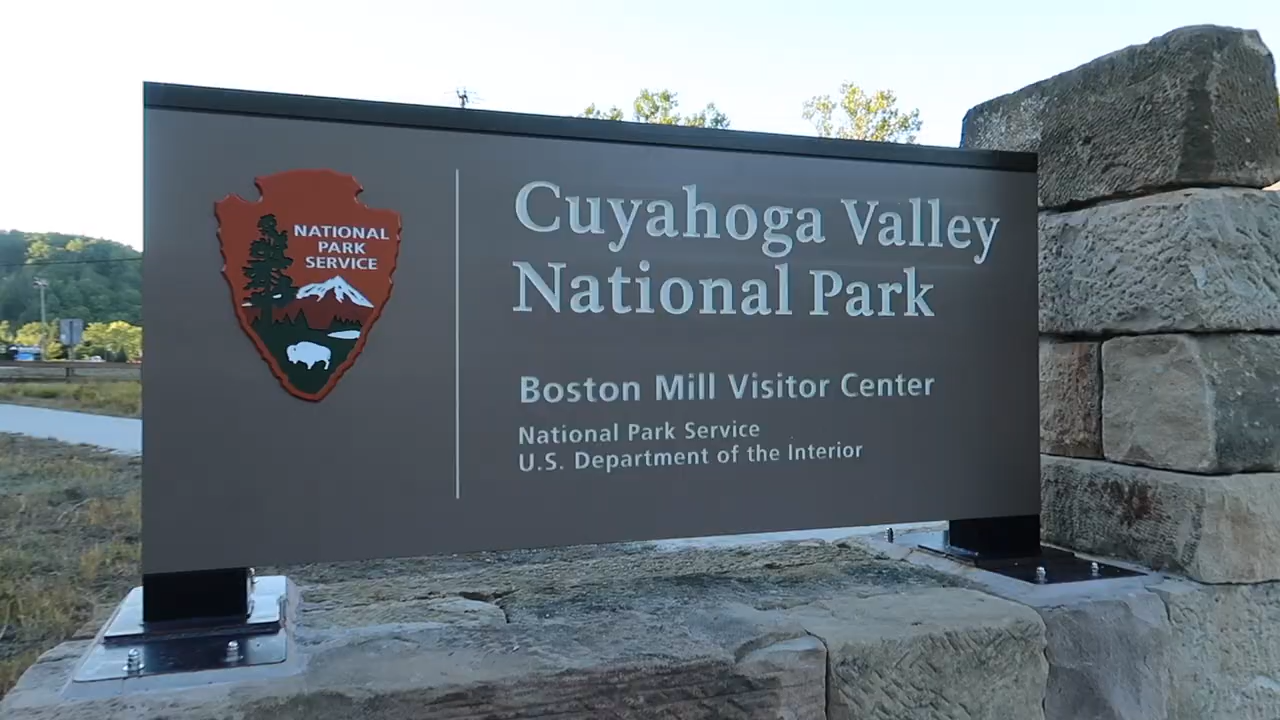 NATIONAL
PARK
SERVICE
Cuyahoga Valley
National Park
Boston Mill Visitor Center
National Park Service
U.S. Department of the Interior